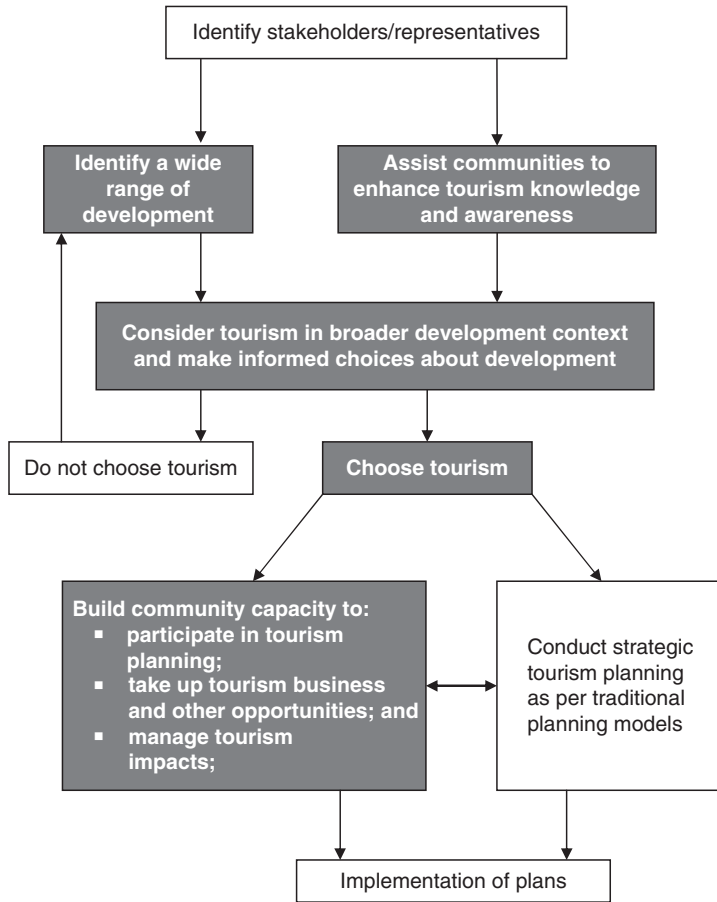 Identify stakeholders/representatives
Identify a wide
range of
development
Assist communities to
enhance tourism knowledge
and awareness
Consider tourism in broader development context
and make informed choices about development
Do not choose tourism
Choose tourism
Build community capacity to:
▪ participate in tourism
planning;
▪ take up tourism business
and other opportunities; and
▪ manage tourism
impacts;
Conduct strategic
tourism planning
as per traditional
planning models
Implementation of plans